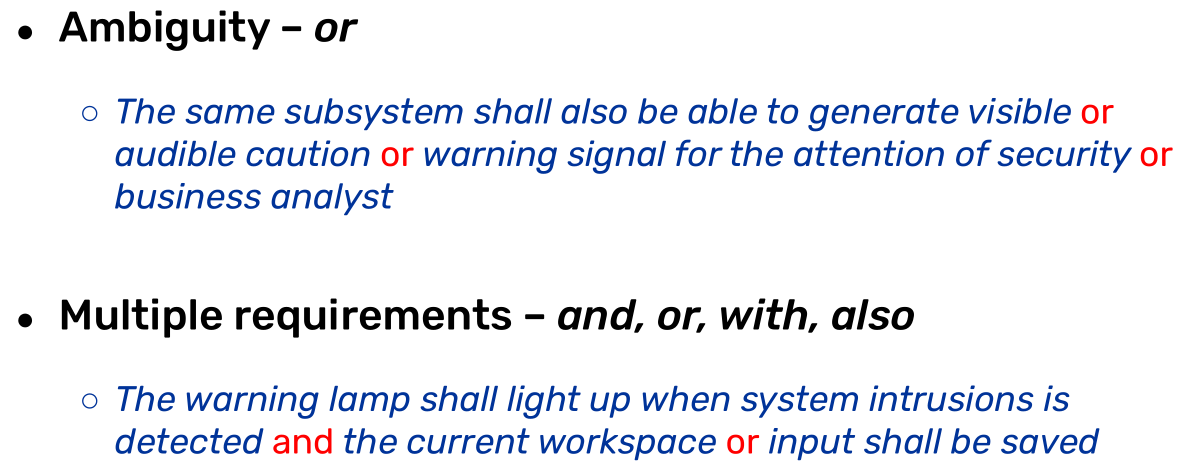 ● Ambiguity – or
○ The same subsystem shall also be able to generate visible or
audible caution or warning signal for the attention of security or
business analyst
● Multiple requirements – and, or, with, also
○ The warning lamp shall light up when system intrusions is
detected and the current workspace or input shall be saved